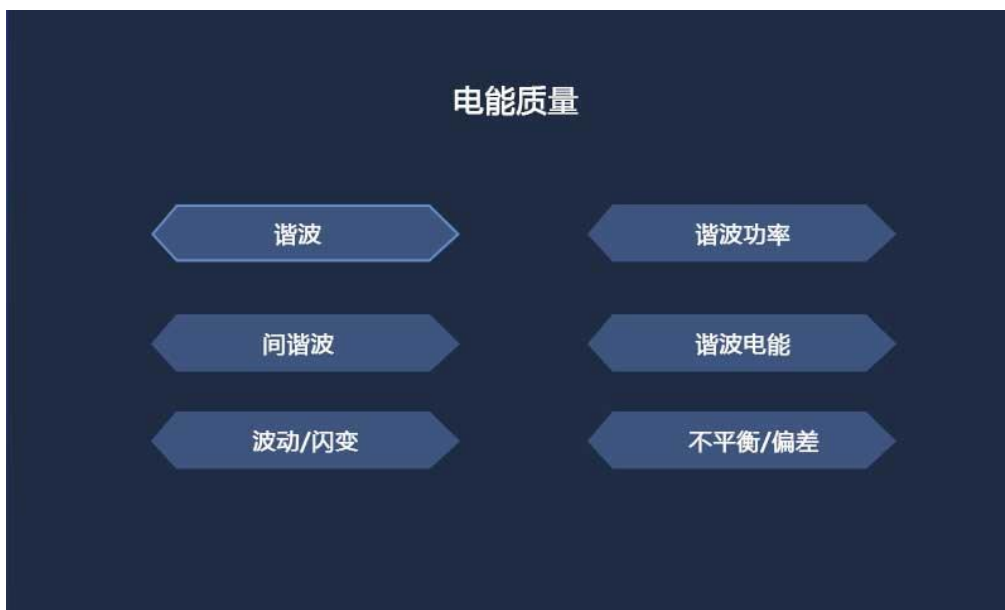 电能质量
谐波
谐波功率
间谐波
谐波电能
波动/闪变
不平衡/偏差